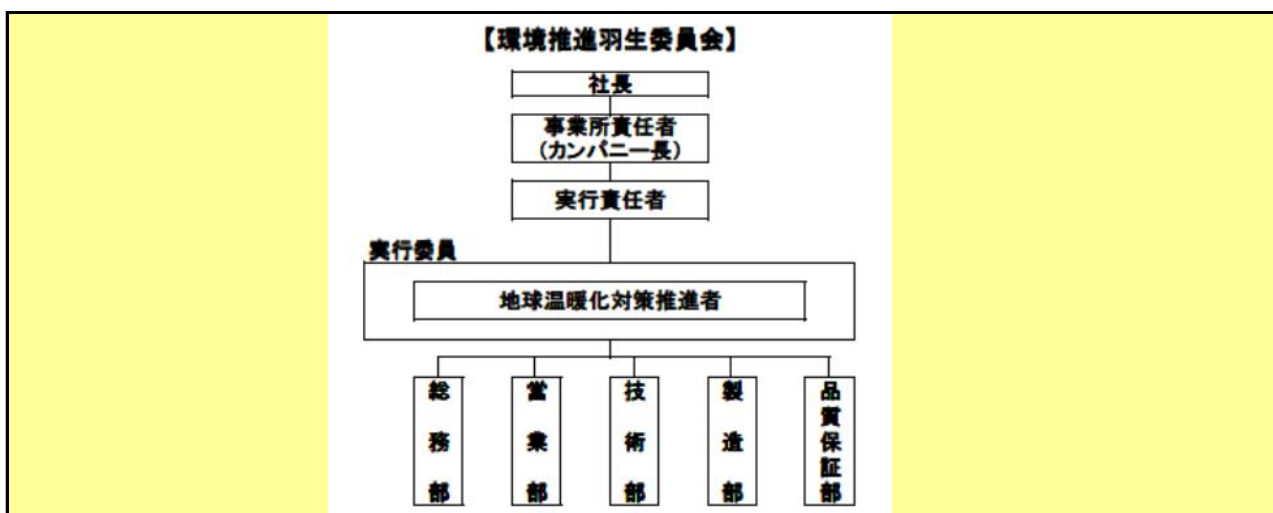 【環境推進羽生委員会】
社長
事業所責任者
(カンパニー長)
実行責任者
実行委員
地球温暖化対策推進者
総務部
営業部
技術部
製造部
品質保証部